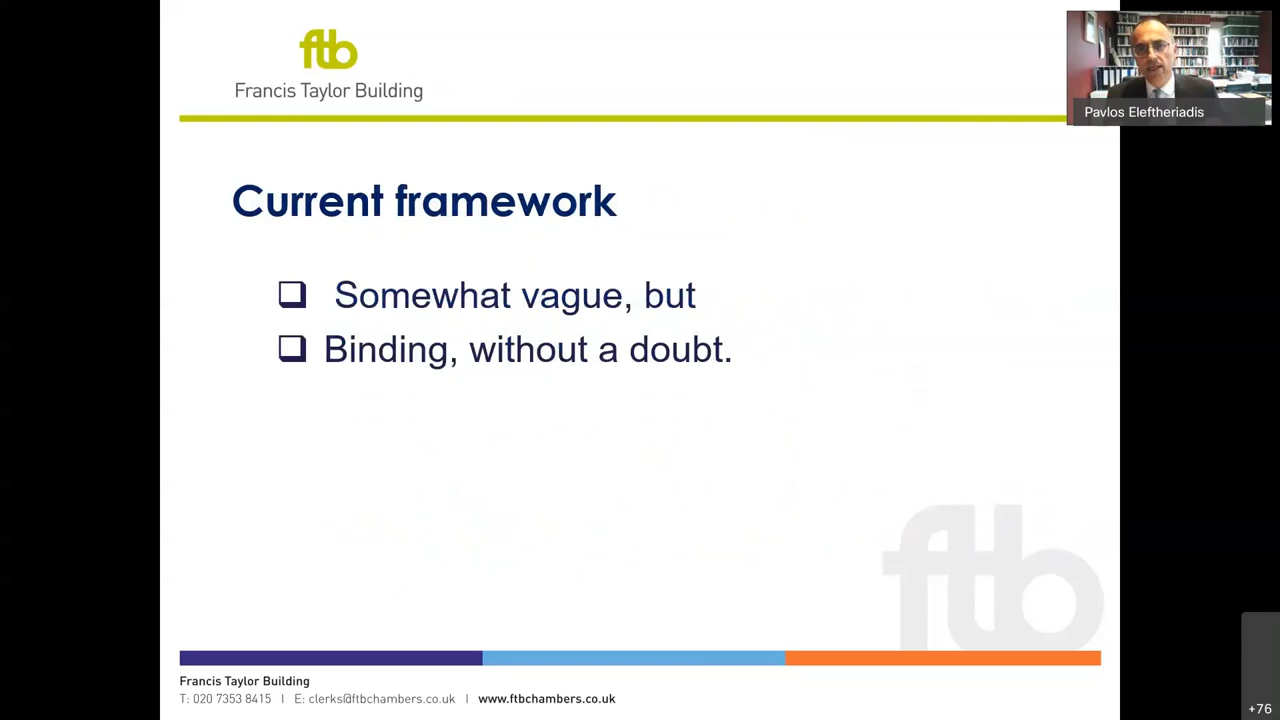 ftb
Francis Taylor Building
Pavlos Eleftheriadis
Current framework
Somewhat vague, but
Binding, without a doubt.
ftb
Francis Taylor Building
T: 020 7353 8415 | E: clerks@ftbchambers.co.uk | www.ftbchambers.co.uk
+76